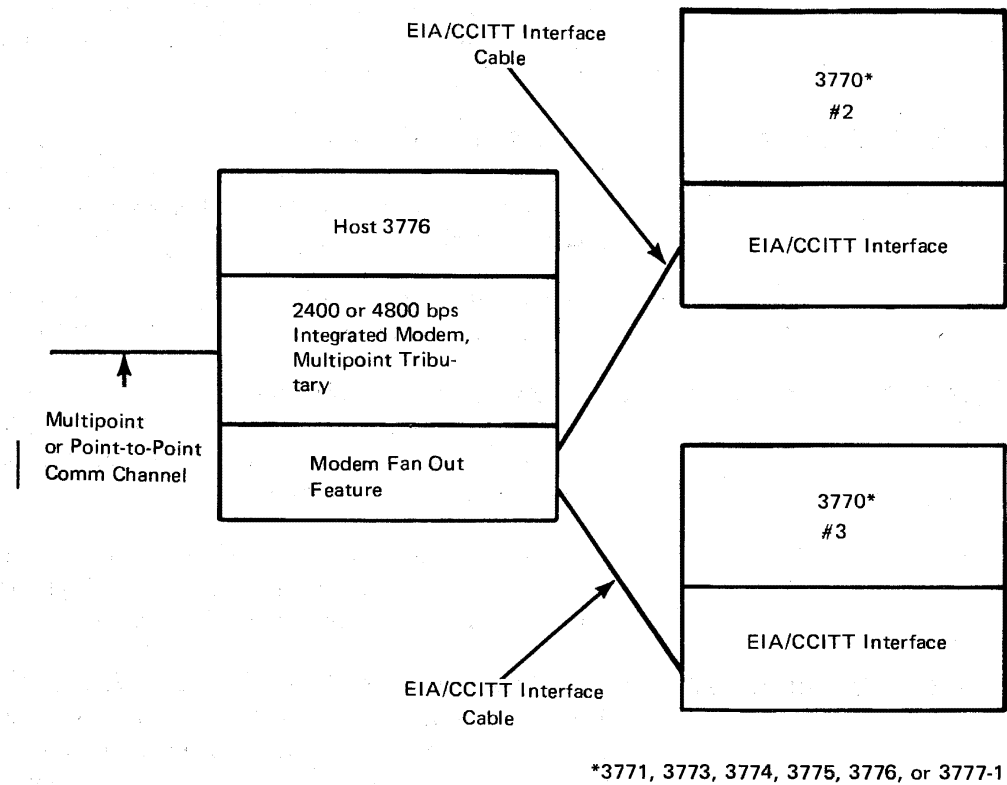 EIA/CCITT Interface
Cable
3770*
#2
EIA/CCITT Interface
Host 3776
2400 or 4800 bps
Integrated Modem,
Multipoint Tribu-
tary
Modem Fan Out
Feature
Multipoint
or Point-to-Point
Comm Channel
3770*
#3
EIA/CCITT Interface
EIA/CCITT Interface
Cable
*3771, 3773, 3774, 3775, 3776, or 3777-1